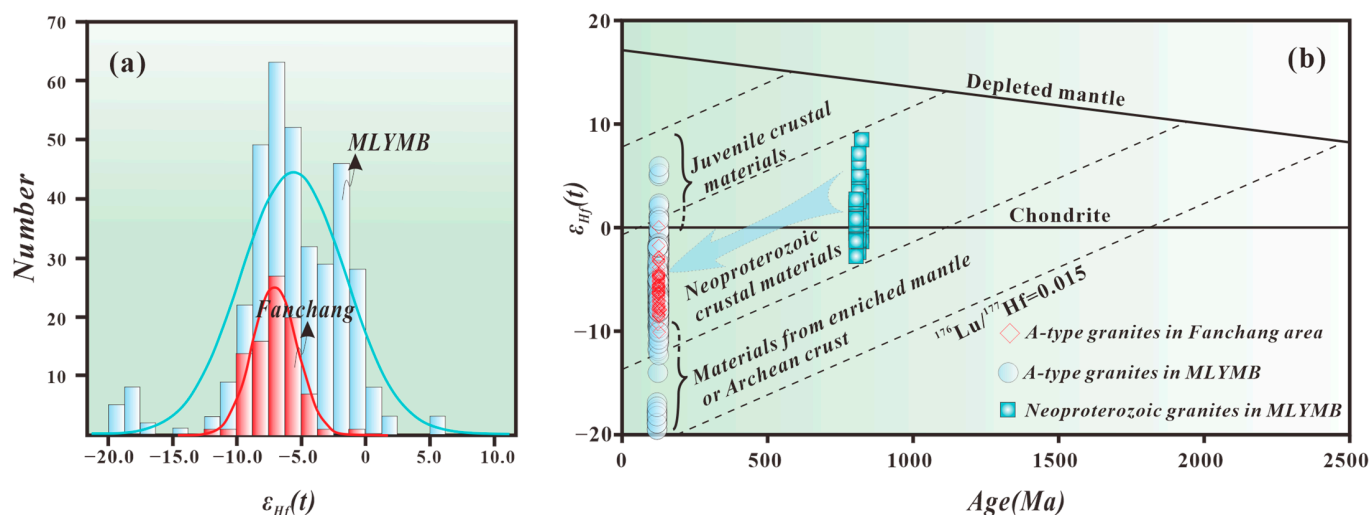 (a)
Number
70
60
50
40
30
20
10
MLYMB
Fanchang
−20.0 −15.0 −10.0 −5.0 0 5.0 10.0
εHf(t)
(b)
εHf(t)
20
10
0
−10
−20
Depleted mantle
Juvenile crustal
materials
Chondrite
Neoproterozoic
crustal materials
Materials from enriched mantle
or Archean crust
¹⁷⁶Lu/¹⁷⁷Hf=0.015
A-type granites in Fanchang area
A-type granites in MLYMB
Neoproterozoic granites in MLYMB
0 500 1000 1500 2000 2500
Age(Ma)